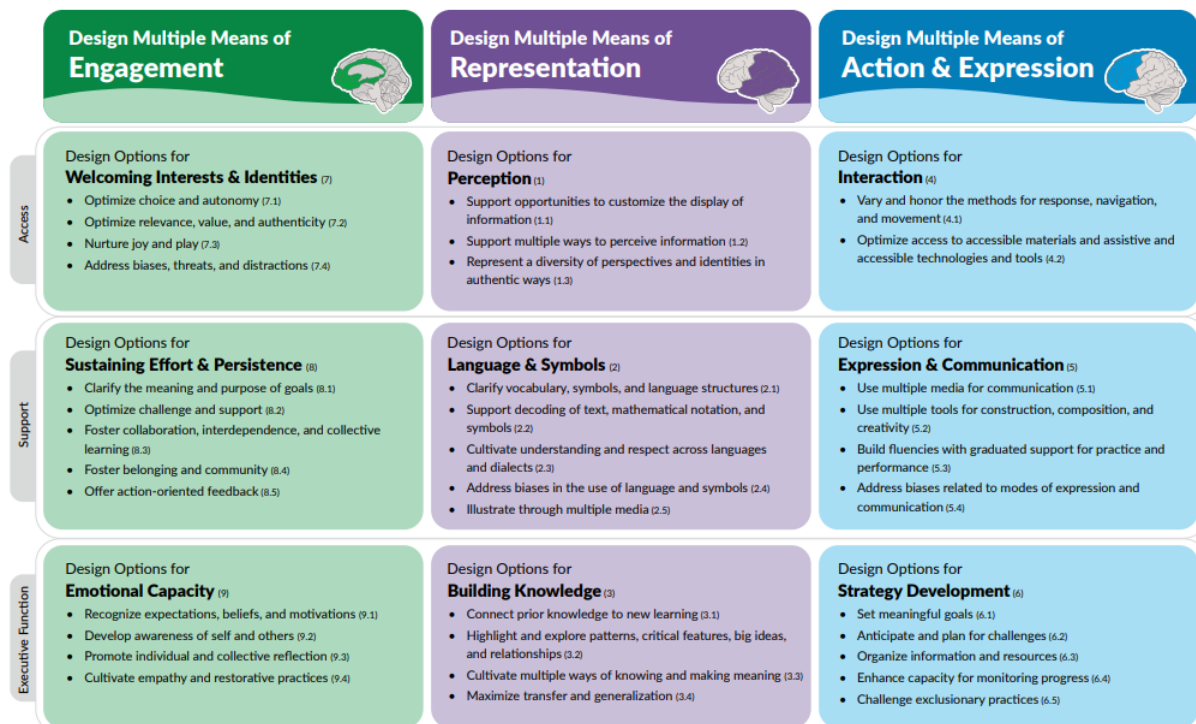 Design Multiple Means of
Engagement
Design Multiple Means of
Representation
Design Multiple Means of
Action & Expression
Access
Design Options for
Welcoming Interests & Identities (7)
• Optimize choice and autonomy (7.1)
• Optimize relevance, value, and authenticity (7.2)
• Nurture joy and play (7.3)
• Address biases, threats, and distractions (7.4)
Design Options for
Perception (1)
• Support opportunities to customize the display of
information (1.1)
• Support multiple ways to perceive information (1.2)
• Represent a diversity of perspectives and identities in
authentic ways (1.3)
Design Options for
Interaction (4)
• Vary and honor the methods for response, navigation,
and movement (4.1)
• Optimize access to accessible materials and assistive and
accessible technologies and tools (4.2)
Support
Design Options for
Sustaining Effort & Persistence (8)
• Clarify the meaning and purpose of goals (8.1)
• Optimize challenge and support (8.2)
• Foster collaboration, interdependence, and collective
learning (8.3)
• Foster belonging and community (8.4)
• Offer action-oriented feedback (8.5)
Design Options for
Language & Symbols (2)
• Clarify vocabulary, symbols, and language structures (2.1)
• Support decoding of text, mathematical notation, and
symbols (2.2)
• Cultivate understanding and respect across languages
and dialects (2.3)
• Address biases in the use of language and symbols (2.4)
• Illustrate through multiple media (2.5)
Design Options for
Expression & Communication (5)
• Use multiple media for communication (5.1)
• Use multiple tools for construction, composition, and
creativity (5.2)
• Build fluencies with graduated support for practice and
performance (5.3)
• Address biases related to modes of expression and
communication (5.4)
Executive Function
Design Options for
Emotional Capacity (9)
• Recognize expectations, beliefs, and motivations (9.1)
• Develop awareness of self and others (9.2)
• Promote individual and collective reflection (9.3)
• Cultivate empathy and restorative practices (9.4)
Design Options for
Building Knowledge (3)
• Connect prior knowledge to new learning (3.1)
• Highlight and explore patterns, critical features, big ideas,
and relationships (3.2)
• Cultivate multiple ways of knowing and making meaning (3.3)
• Maximize transfer and generalization (3.4)
Design Options for
Strategy Development (6)
• Set meaningful goals (6.1)
• Anticipate and plan for challenges (6.2)
• Organize information and resources (6.3)
• Enhance capacity for monitoring progress (6.4)
• Challenge exclusionary practices (6.5)